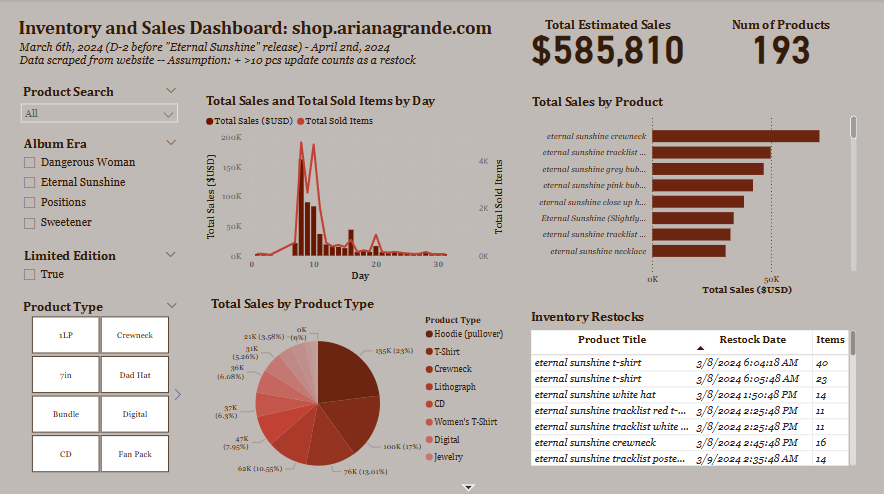 Inventory and Sales Dashboard: shop.arianagrande.com
March 6th, 2024 (D-2 before "Eternal Sunshine" release) - April 2nd, 2024
Data scraped from website -- Assumption: + >10 pcs update counts as a restock
Total Estimated Sales
$585,810
Num of Products
193
Product Search
All
Album Era
Dangerous Woman
Eternal Sunshine
Positions
Sweetener
Limited Edition
True
Product Type
1LP
Crewneck
7in
Dad Hat
Bundle
Digital
CD
Fan Pack
Total Sales and Total Sold Items by Day
Total Sales ($USD)
Total Sold Items
Total Sales ($USD)
200K
150K
100K
50K
0K
4K
2K
0K
Total Sold Items
0
10
20
30
Day
Total Sales by Product
eternal sunshine crewneck
eternal sunshine tracklist ...
eternal sunshine grey bub...
eternal sunshine pink bub...
eternal sunshine close up h...
Eternal Sunshine (Slightly...
eternal sunshine tracklist ...
eternal sunshine necklace
0K
50K
Total Sales ($USD)
Total Sales by Product Type
135K (23%)
100K (17%)
76K (13.01%)
62K (10.55%)
47K
(7.95%)
37K
(6.3%)
36K
(6.08%)
31K
(5.26%)
21K (3.58%)
0K
(0%)
Product Type
Hoodie (pullover)
T-Shirt
Crewneck
Lithograph
CD
Women's T-Shirt
Digital
Jewelry
Inventory Restocks
Product Title Restock Date Items
eternal sunshine t-shirt 3/8/2024 6:04:18 AM 40
eternal sunshine t-shirt 3/8/2024 6:05:48 AM 23
eternal sunshine white hat 3/8/2024 1:50:48 PM 14
eternal sunshine tracklist red t-... 3/8/2024 2:25:48 PM 11
eternal sunshine tracklist white ... 3/8/2024 2:25:48 PM 11
eternal sunshine crewneck 3/8/2024 2:45:48 PM 16
eternal sunshine tracklist poste... 3/9/2024 2:35:48 AM 14